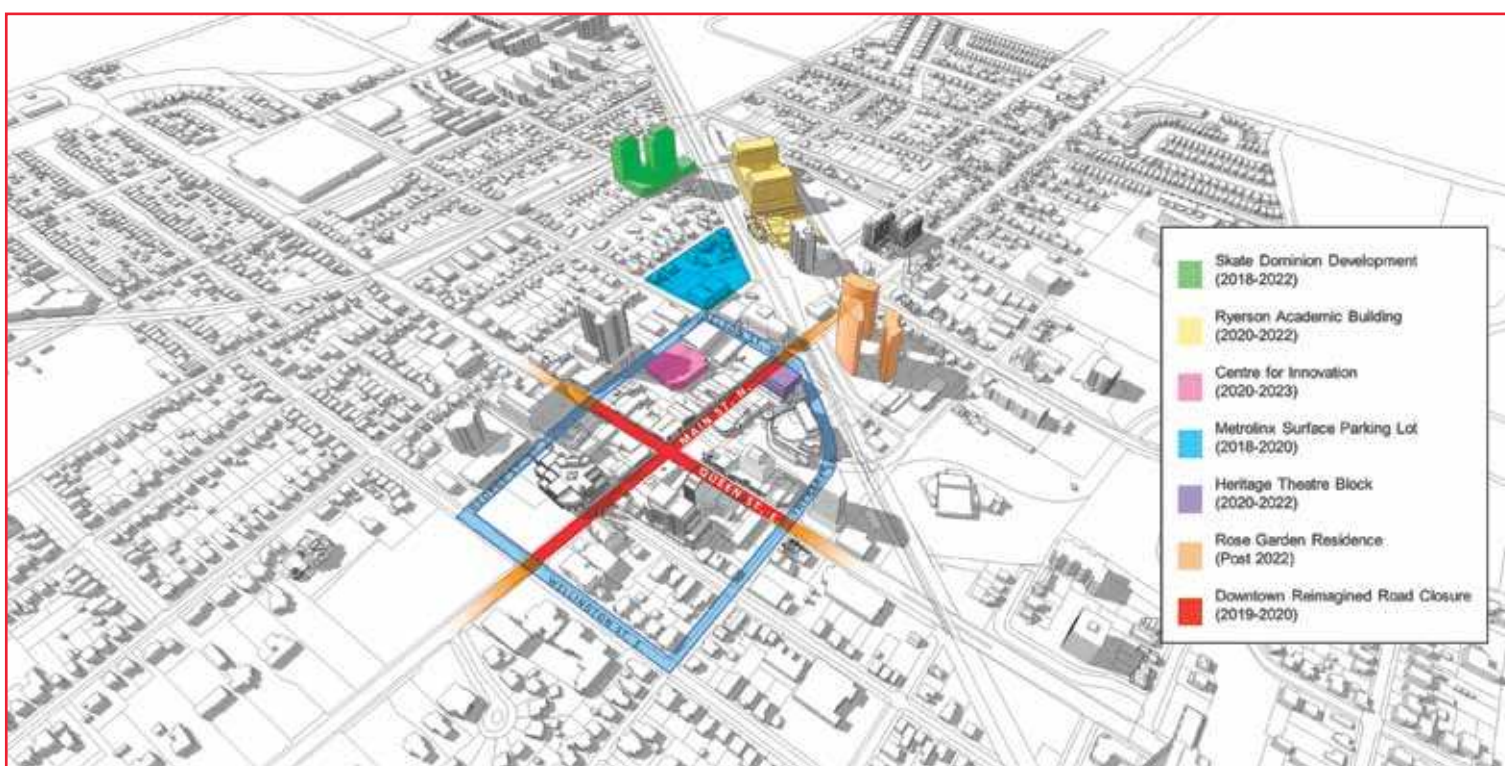 MAIN ST. N.
QUEEN ST. E.
WELLINGTON ST. E
Skate Dominion Development
(2018-2022)
Ryerson Academic Building
(2020-2022)
Centre for Innovation
(2020-2023)
Metrolinx Surface Parking Lot
(2018-2020)
Heritage Theatre Block
(2020-2022)
Rose Garden Residence
(Post 2022)
Downtown Reimagined Road Closure
(2019-2020)